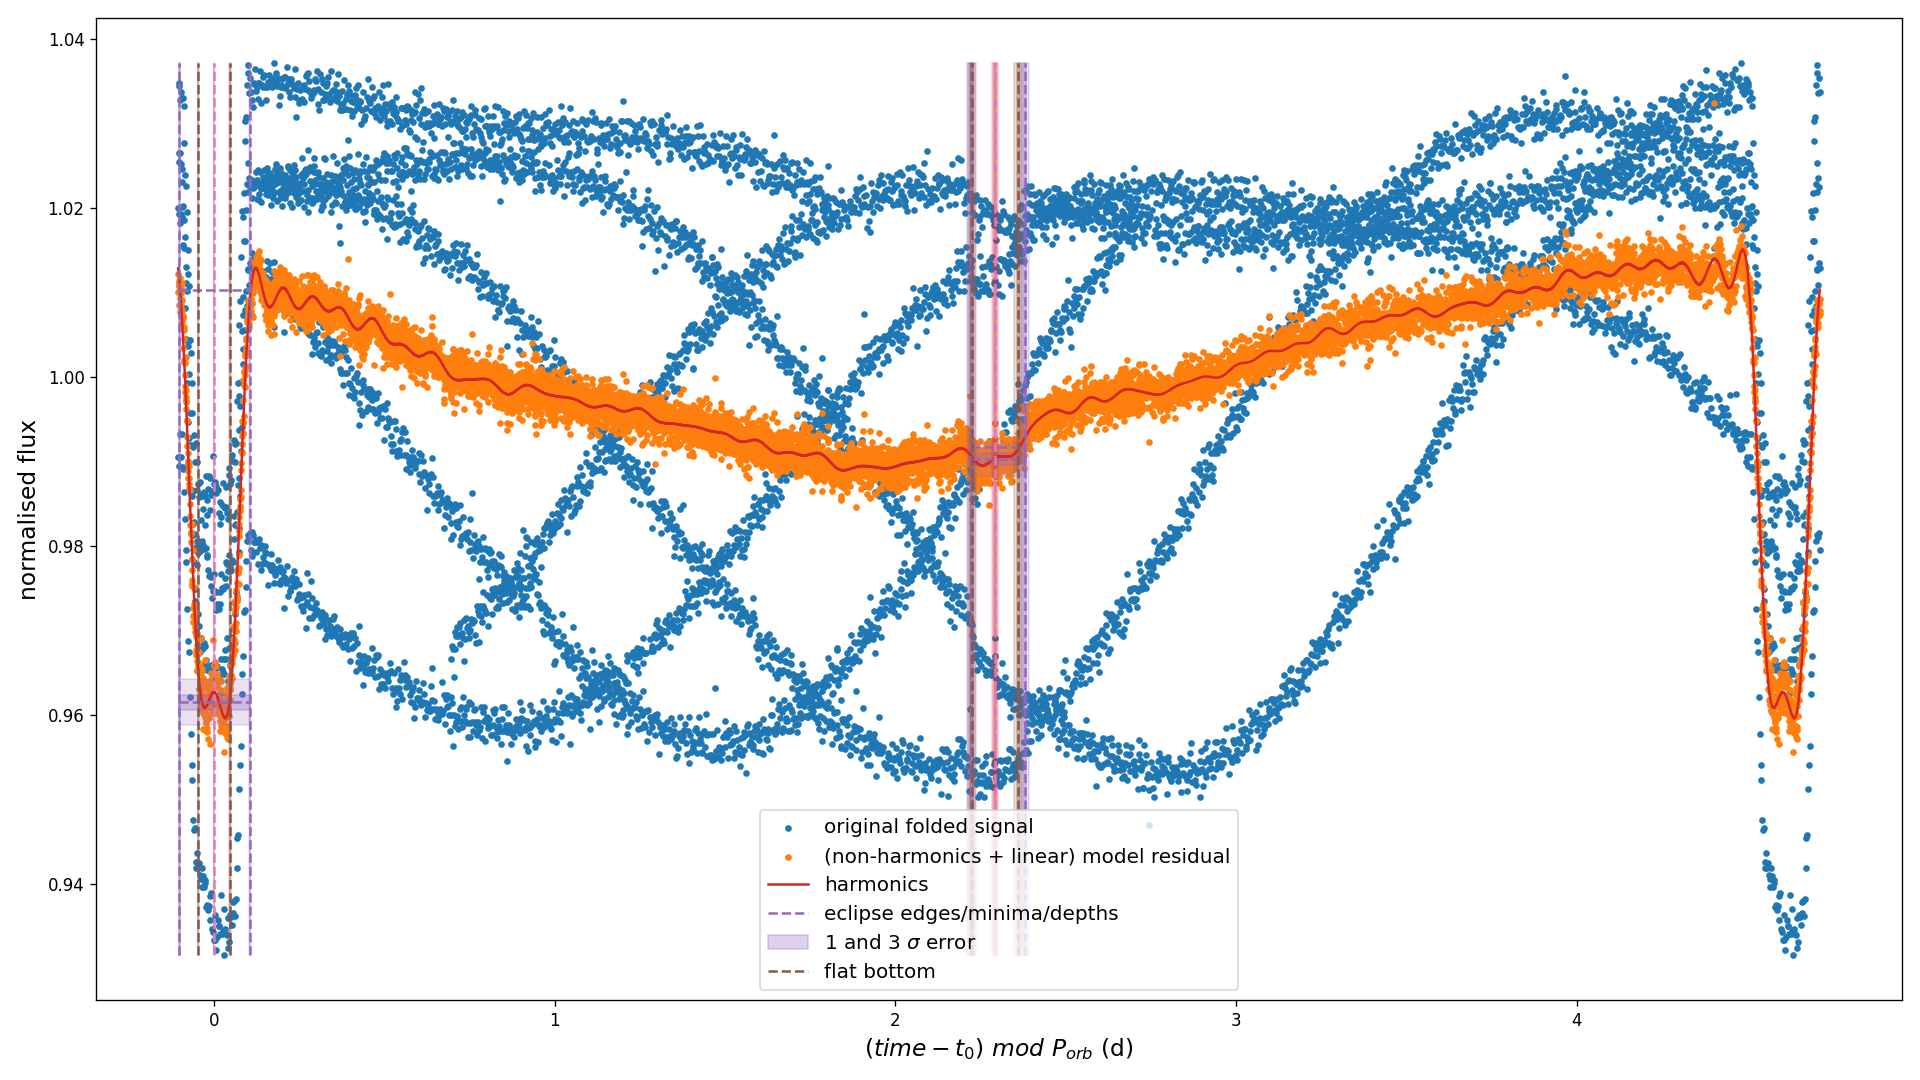 1.04
1.02
1.00
0.98
0.96
0.94
normalised flux
original folded signal
(non-harmonics + linear) model residual
harmonics
eclipse edges/minima/depths
1 and 3 σ error
flat bottom
0 1 2 3 4
(time − t₀) mod Pₒᵣb (d)